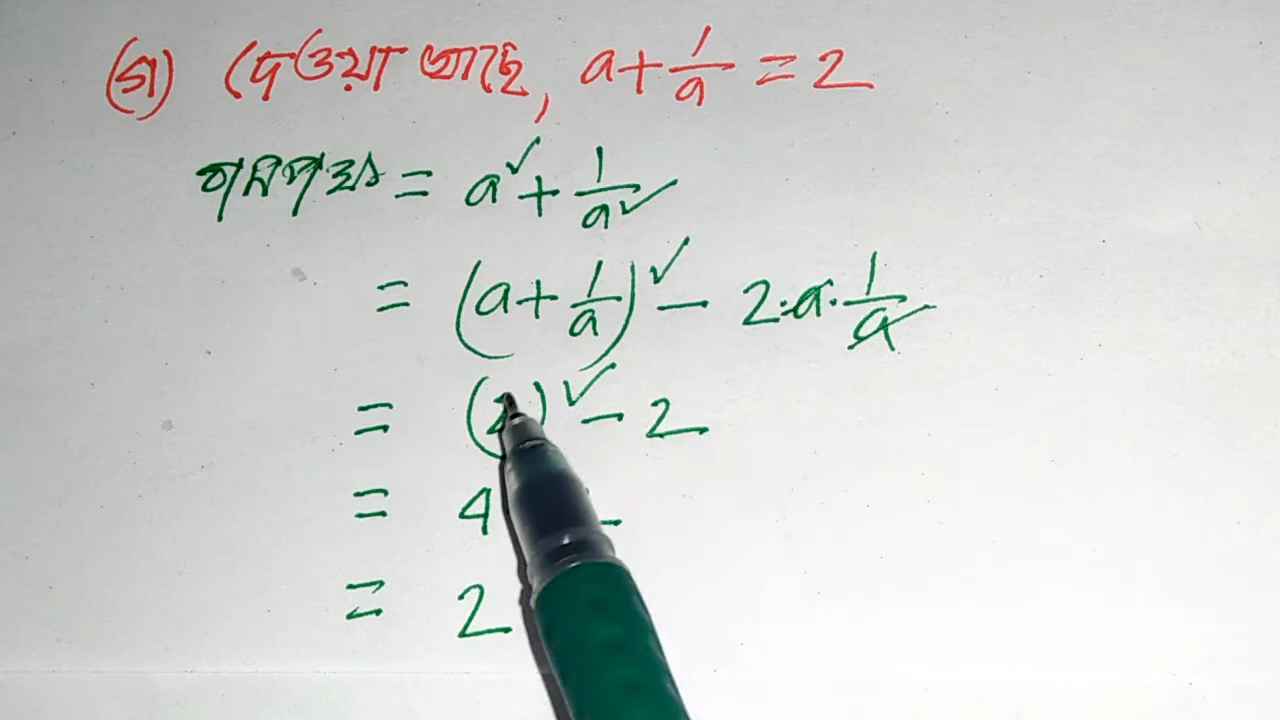 (গ) দেওয়া আছে, a + 1/a = 2
বামপক্ষ = a² + 1/a²
= (a + 1/a)² − 2·a·1/a
= (2)² − 2
= 4
= 2